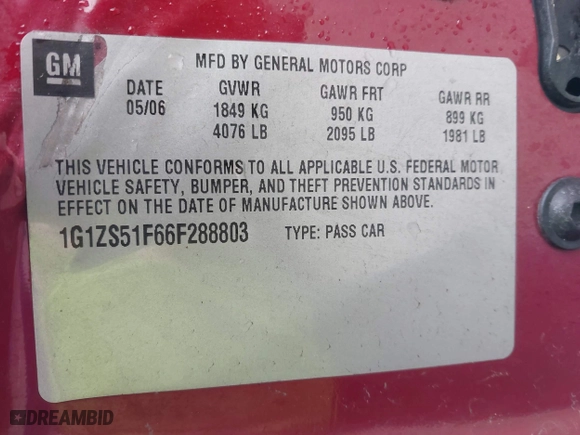 GM
MFD BY GENERAL MOTORS CORP
DATE GVWR GAWR FRT GAWR RR
05/06 1849 KG 950 KG 899 KG
4076 LB 2095 LB 1981 LB
THIS VEHICLE CONFORMS TO ALL APPLICABLE U.S. FEDERAL MOTOR
VEHICLE SAFETY, BUMPER, AND THEFT PREVENTION STANDARDS IN
EFFECT ON THE DATE OF MANUFACTURE SHOWN ABOVE.
1G1ZS51F66F288803 TYPE: PASS CAR
DREAMBID